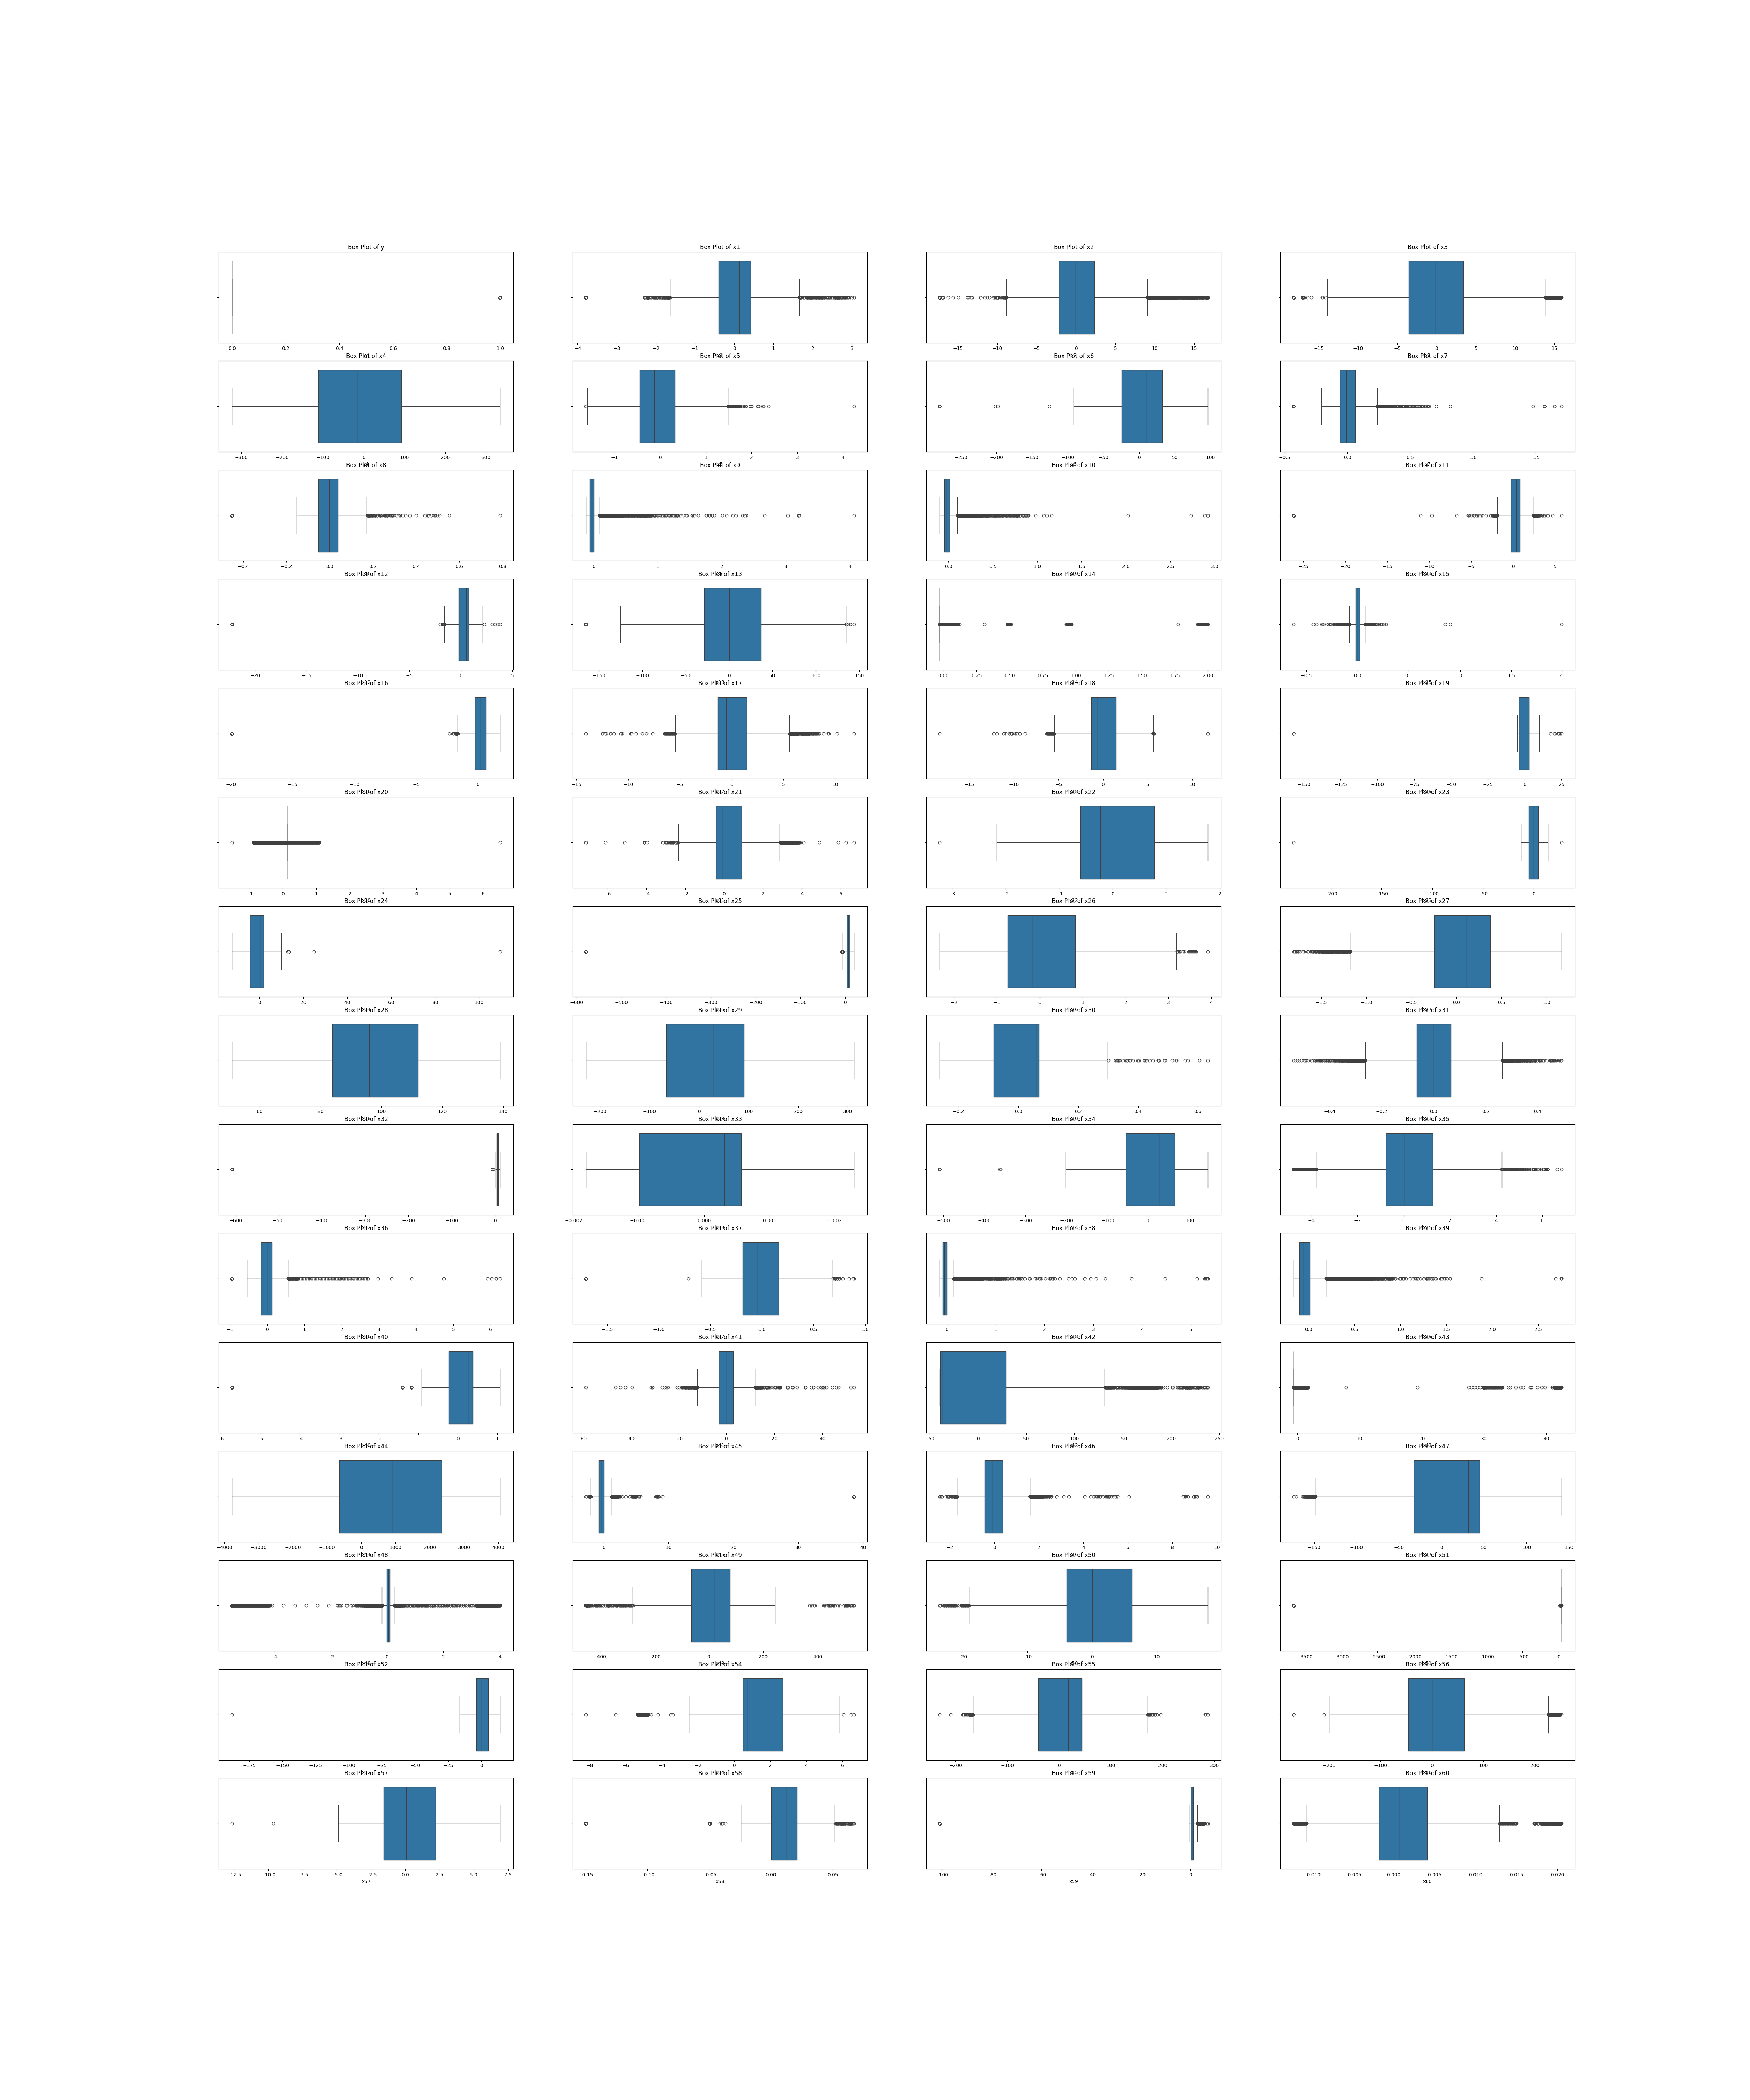 Box Plot of y
0.0 0.2 0.4 0.6 0.8 1.0
Box Plot of x1
−4 −3 −2 −1 0 1 2 3
Box Plot of x2
−15 −10 −5 0 5 10 15
Box Plot of x3
−15 −10 −5 0 5 10 15
Box Plot of x4
−300 −200 −100 0 100 200 300
Box Plot of x5
−1 0 1 2 3 4
Box Plot of x6
−250 −200 −150 −100 −50 0 50 100
Box Plot of x7
−0.5 0.0 0.5 1.0 1.5
Box Plot of x8
−0.4 −0.2 0.0 0.2 0.4 0.6 0.8
Box Plot of x9
0 1 2 3 4
Box Plot of x10
0.0 0.5 1.0 1.5 2.0 2.5 3.0
Box Plot of x11
−25 −20 −15 −10 −5 0 5
Box Plot of x12
−20 −15 −10 −5 0 5
Box Plot of x13
−150 −100 −50 0 50 100 150
Box Plot of x14
0.00 0.25 0.50 0.75 1.00 1.25 1.50 1.75 2.00
Box Plot of x15
−0.5 0.0 0.5 1.0 1.5 2.0
Box Plot of x16
−20 −15 −10 −5 0
Box Plot of x17
−15 −10 −5 0 5 10
Box Plot of x18
−15 −10 −5 0 5 10
Box Plot of x19
−150 −125 −100 −75 −50 −25 0 25
Box Plot of x20
−1 0 1 2 3 4 5 6
Box Plot of x21
−6 −4 −2 0 2 4 6
Box Plot of x22
−3 −2 −1 0 1 2
Box Plot of x23
−200 −150 −100 −50 0
Box Plot of x24
0 20 40 60 80 100
Box Plot of x25
−600 −500 −400 −300 −200 −100 0
Box Plot of x26
−2 −1 0 1 2 3 4
Box Plot of x27
−1.5 −1.0 −0.5 0.0 0.5 1.0
Box Plot of x28
60 80 100 120 140
Box Plot of x29
−200 −100 0 100 200 300
Box Plot of x30
−0.2 0.0 0.2 0.4 0.6
Box Plot of x31
−0.4 −0.2 0.0 0.2 0.4
Box Plot of x32
−600 −500 −400 −300 −200 −100 0
Box Plot of x33
−0.002 −0.001 0.000 0.001 0.002
Box Plot of x34
−500 −400 −300 −200 −100 0 100
Box Plot of x35
−4 −2 0 2 4 6
Box Plot of x36
−1 0 1 2 3 4 5 6
Box Plot of x37
−1.5 −1.0 −0.5 0.0 0.5 1.0
Box Plot of x38
0 1 2 3 4 5
Box Plot of x39
0.0 0.5 1.0 1.5 2.0 2.5
Box Plot of x40
−6 −5 −4 −3 −2 −1 0 1
Box Plot of x41
−60 −40 −20 0 20 40
Box Plot of x42
−50 0 50 100 150 200 250
Box Plot of x43
0 10 20 30 40
Box Plot of x44
−4000 −3000 −2000 −1000 0 1000 2000 3000 4000
Box Plot of x45
0 10 20 30 40
Box Plot of x46
−2 0 2 4 6 8 10
Box Plot of x47
−150 −100 −50 0 50 100 150
Box Plot of x48
−4 −2 0 2 4
Box Plot of x49
−400 −200 0 200 400
Box Plot of x50
−20 −10 0 10
Box Plot of x51
−3500 −3000 −2500 −2000 −1500 −1000 −500 0
Box Plot of x52
−175 −150 −125 −100 −75 −50 −25 0
Box Plot of x54
−8 −6 −4 −2 0 2 4 6
Box Plot of x55
−200 −100 0 100 200 300
Box Plot of x56
−200 −100 0 100 200
Box Plot of x57
−12.5 −10.0 −7.5 −5.0 −2.5 0.0 2.5 5.0 7.5
x57
Box Plot of x58
−0.15 −0.10 −0.05 0.00 0.05
x58
Box Plot of x59
−100 −80 −60 −40 −20 0
x59
Box Plot of x60
−0.010 −0.005 0.000 0.005 0.010 0.015 0.020
x60